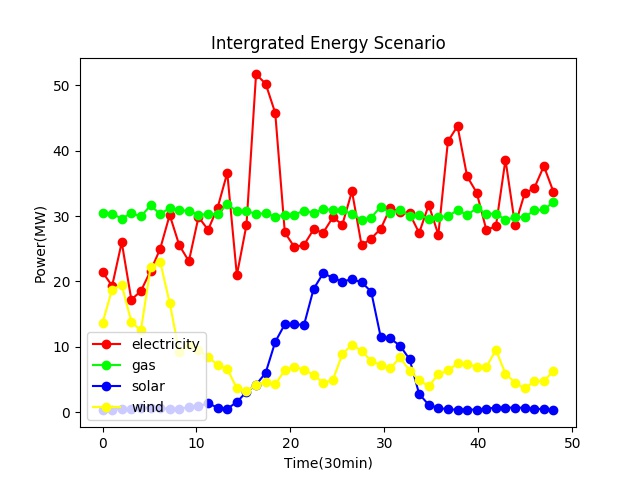 Intergrated Energy Scenario
Power(MW)
50
40
30
20
10
0
electricity
gas
solar
wind
0 10 20 30 40 50
Time(30min)